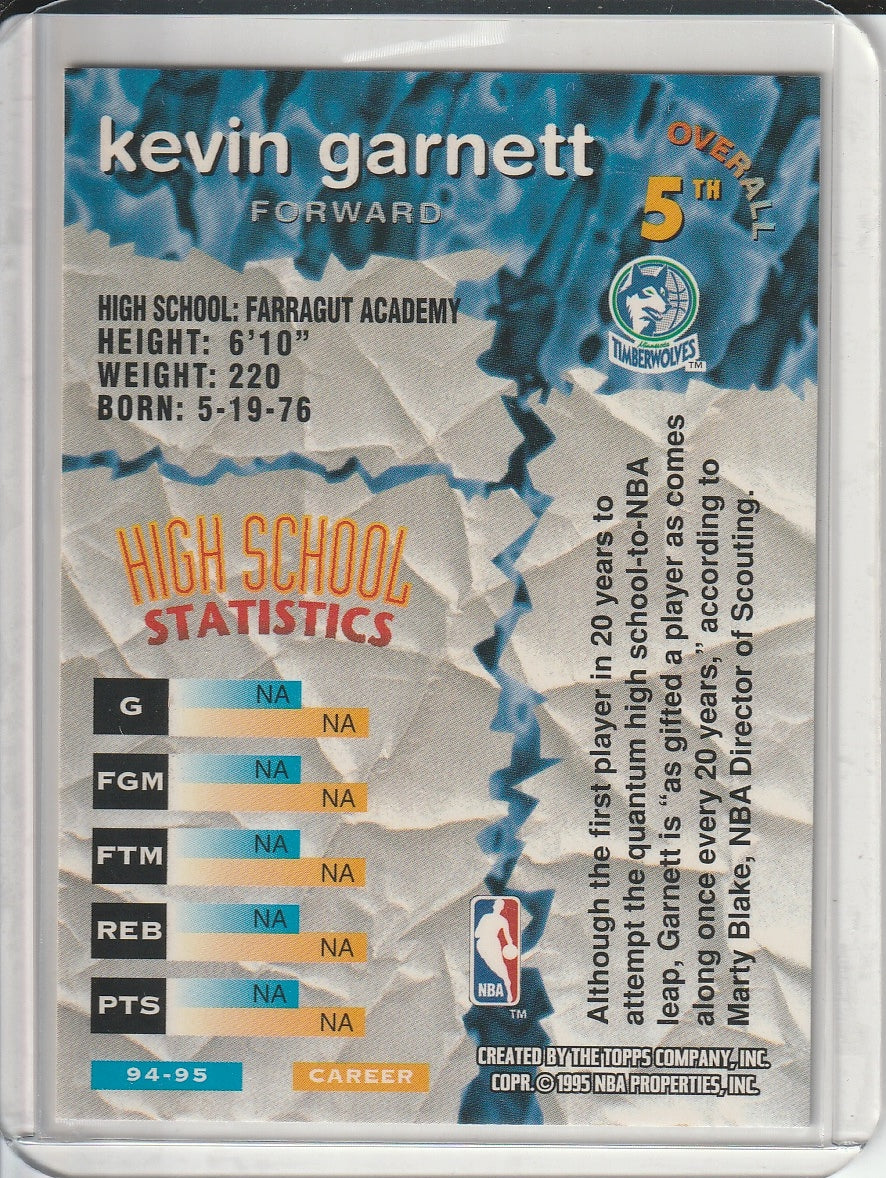 kevin garnett
FORWARD
OVERALL
5TH
Minnesota
TIMBERWOLVES
TM
HIGH SCHOOL: FARRAGUT ACADEMY
HEIGHT: 6'10”
WEIGHT: 220
BORN: 5-19-76
HIGH SCHOOL
STATISTICS
G NA
NA
FGM NA
NA
FTM NA
NA
REB NA
NA
PTS NA
NA
94-95 CAREER
Although the first player in 20 years to
attempt the quantum high school-to-NBA
leap, Garnett is “as gifted a player as comes
along once every 20 years,” according to
Marty Blake, NBA Director of Scouting.
NBA
TM
CREATED BY THE TOPPS COMPANY, INC.
COPR. © 1995 NBA PROPERTIES, INC.